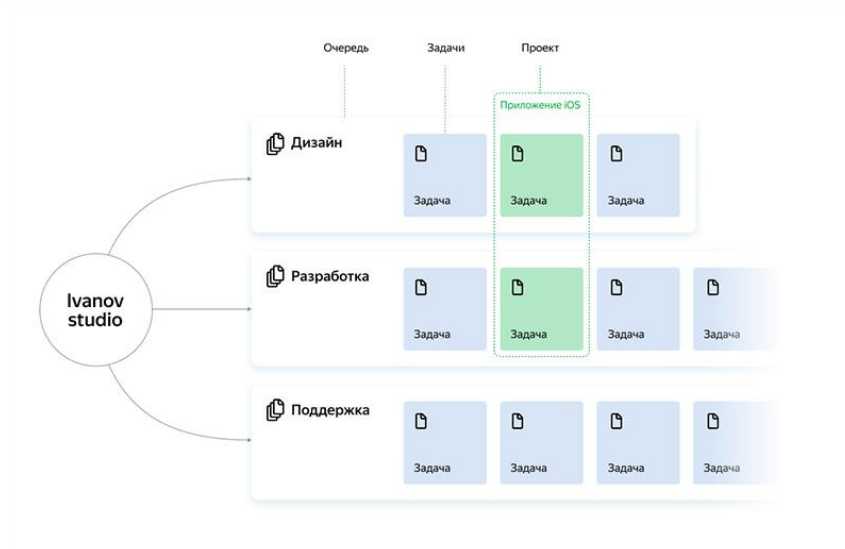 Очередь Задачи Проект
Приложение iOS
Дизайн
Задача Задача Задача
Ivanov
studio
Разработка
Задача Задача Задача Задача
Поддержка
Задача Задача Задача Задача